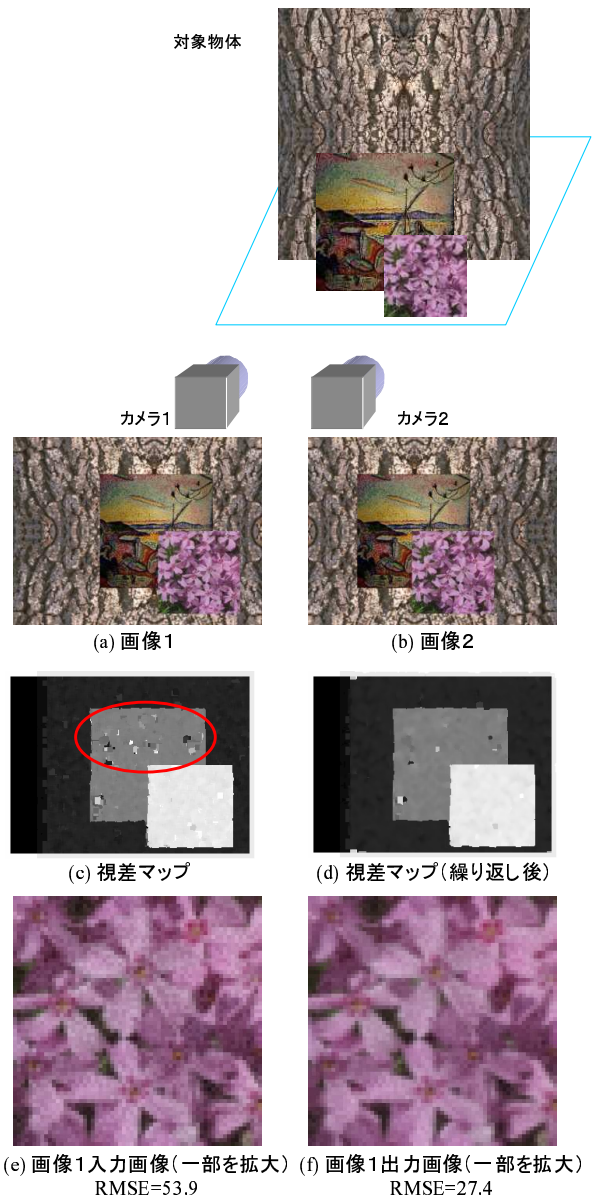 対象物体
カメラ1
カメラ2
(a) 画像1
(b) 画像2
(c) 視差マップ
(d) 視差マップ(繰り返し後)
(e) 画像1入力画像(一部を拡大)
RMSE=53.9
(f) 画像1出力画像(一部を拡大)
RMSE=27.4